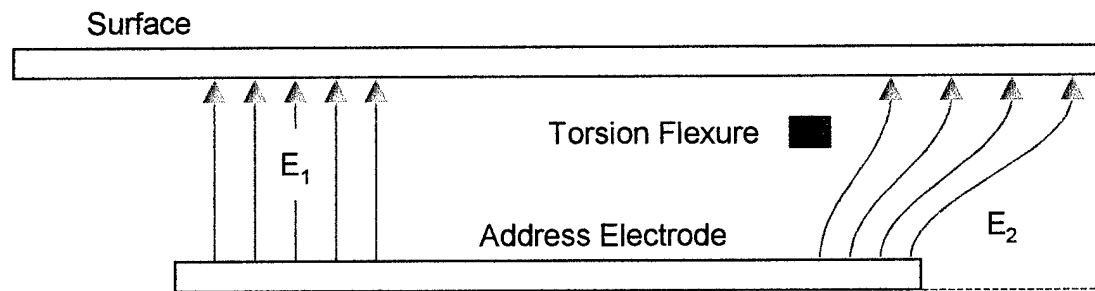 Surface
Torsion Flexure
E₁
E₂
Address Electrode